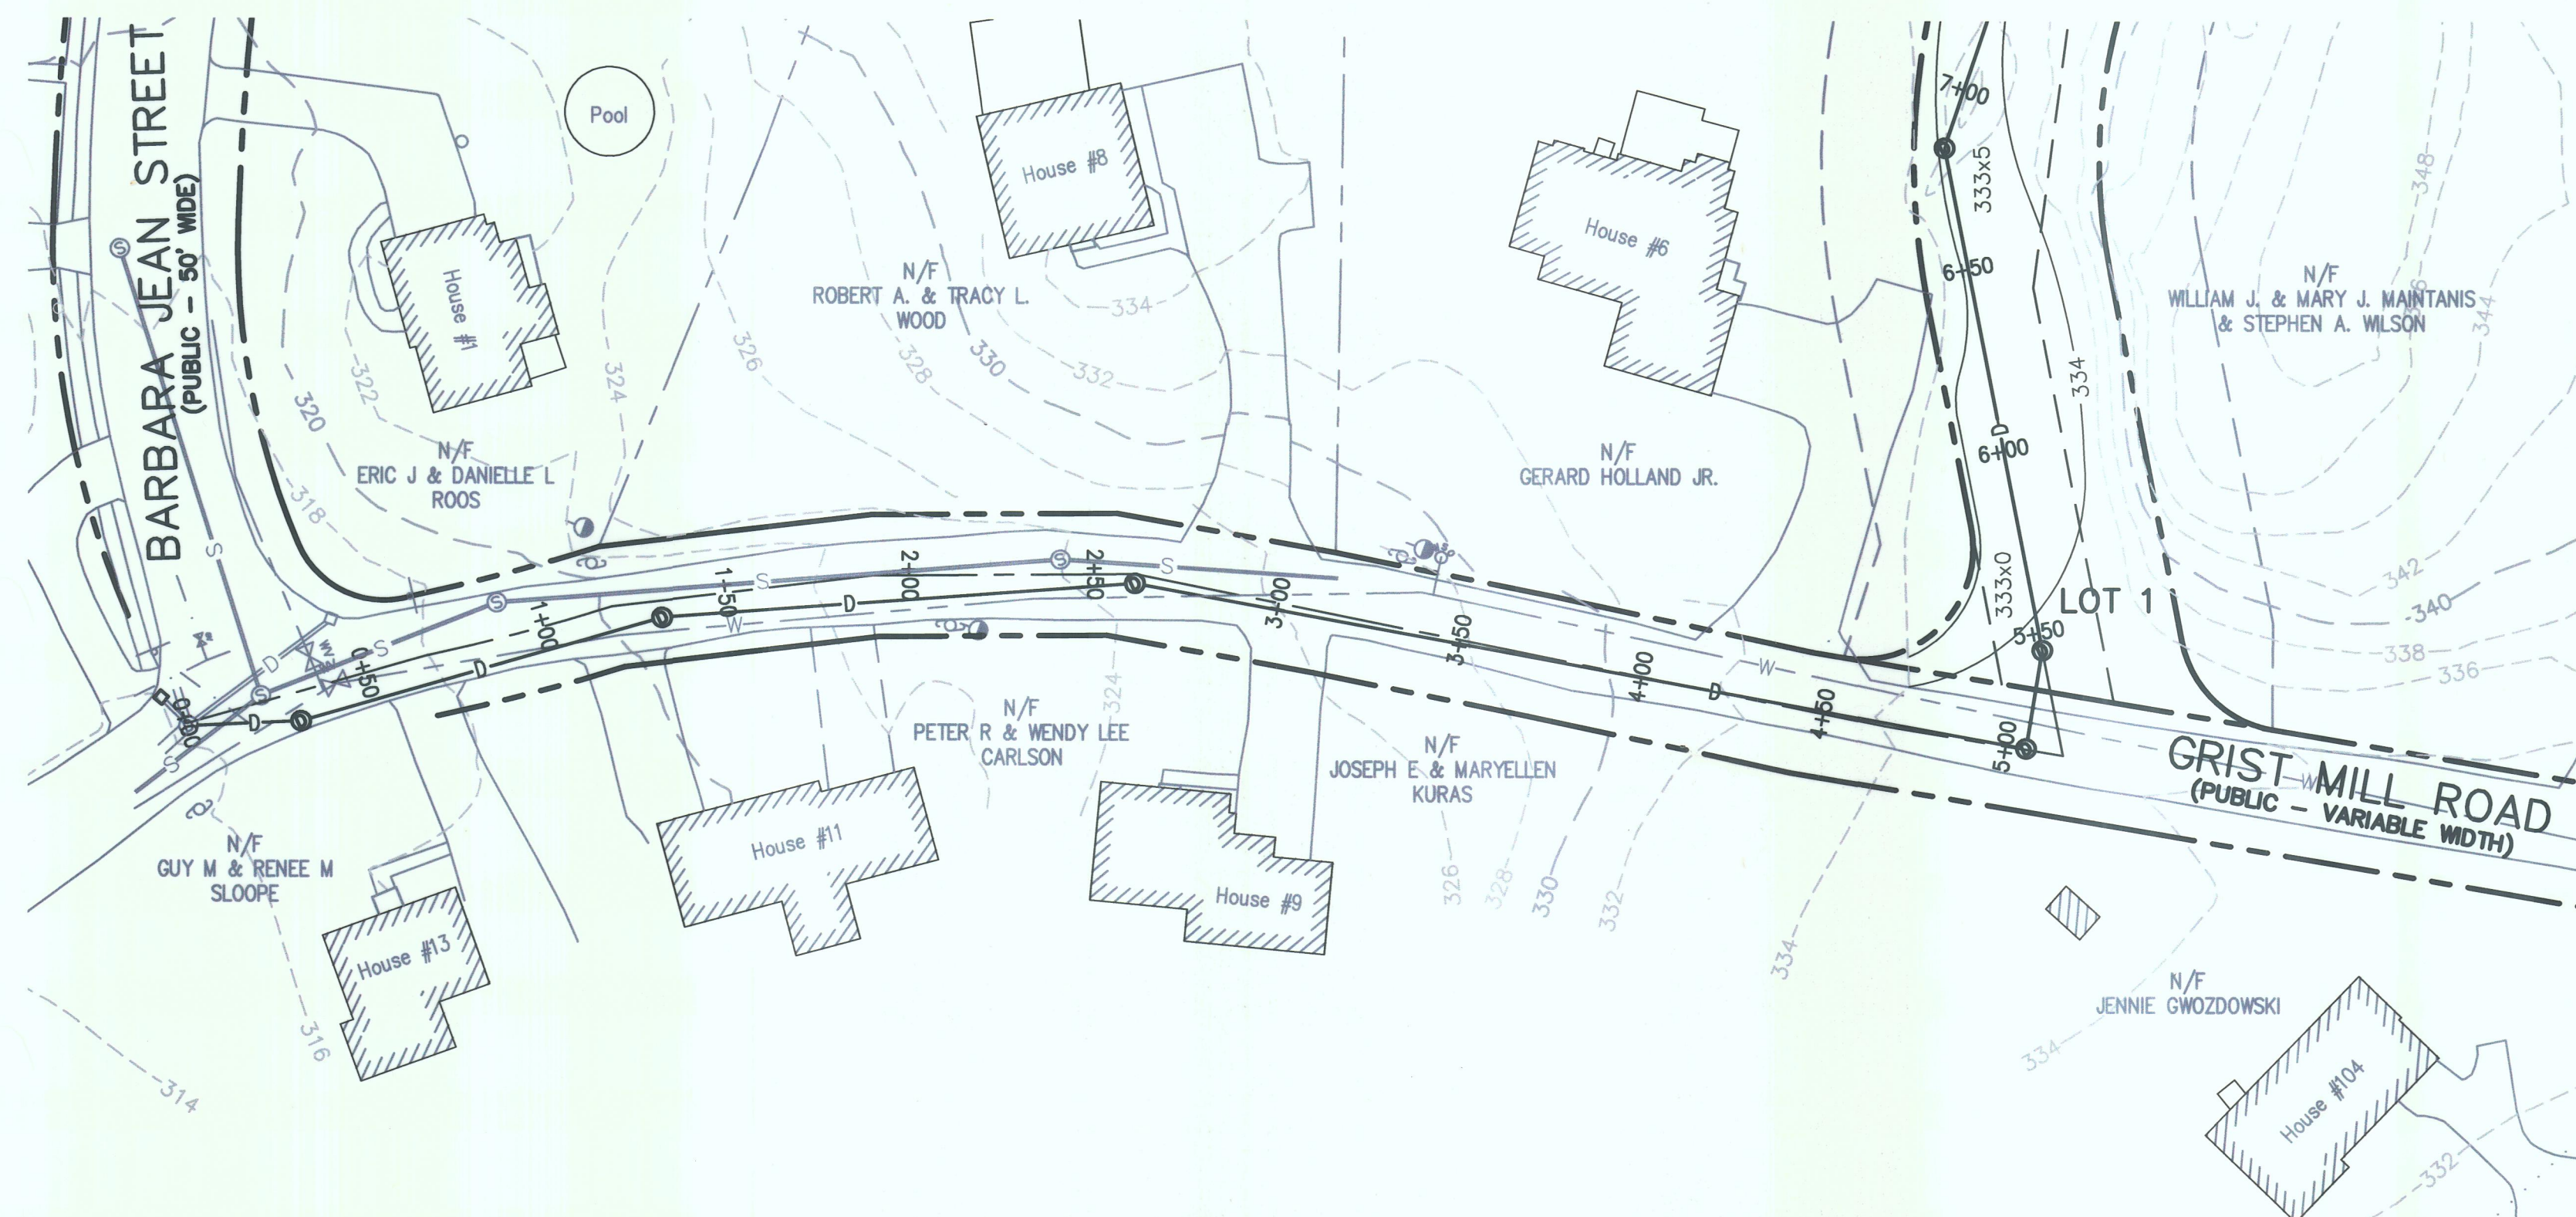 BARBARA JEAN STREET
(PUBLIC - 50' WIDE)
Pool
House #1
House #8
House #6
N/F
ROBERT A. & TRACY L.
WOOD
N/F
WILLIAM J. & MARY J. MAINTANIS
& STEPHEN A. WILSON
N/F
ERIC J & DANIELLE L
ROOS
N/F
GERARD HOLLAND JR.
320
322
324
326
328
330
332
334
318
7+00
333x5
6+50
6+00
334
333x0
5+50
LOT 1
348
344
342
340
338
336
S
S
S
S
S
S
S
S
S
S
D
D
D
D
D
D
W
W
W
0+00
0+50
1+00
1+50
2+00
2+50
3+00
3+50
4+00
4+50
5+00
GRIST MILL ROAD
(PUBLIC - VARIABLE WIDTH)
N/F
PETER R & WENDY LEE
CARLSON
N/F
JOSEPH E & MARYELLEN
KURAS
N/F
GUY M & RENEE M
SLOOPE
House #11
House #9
House #13
N/F
JENNIE GWOZDOWSKI
House #104
324
326
328
330
332
334
334
332
316
314